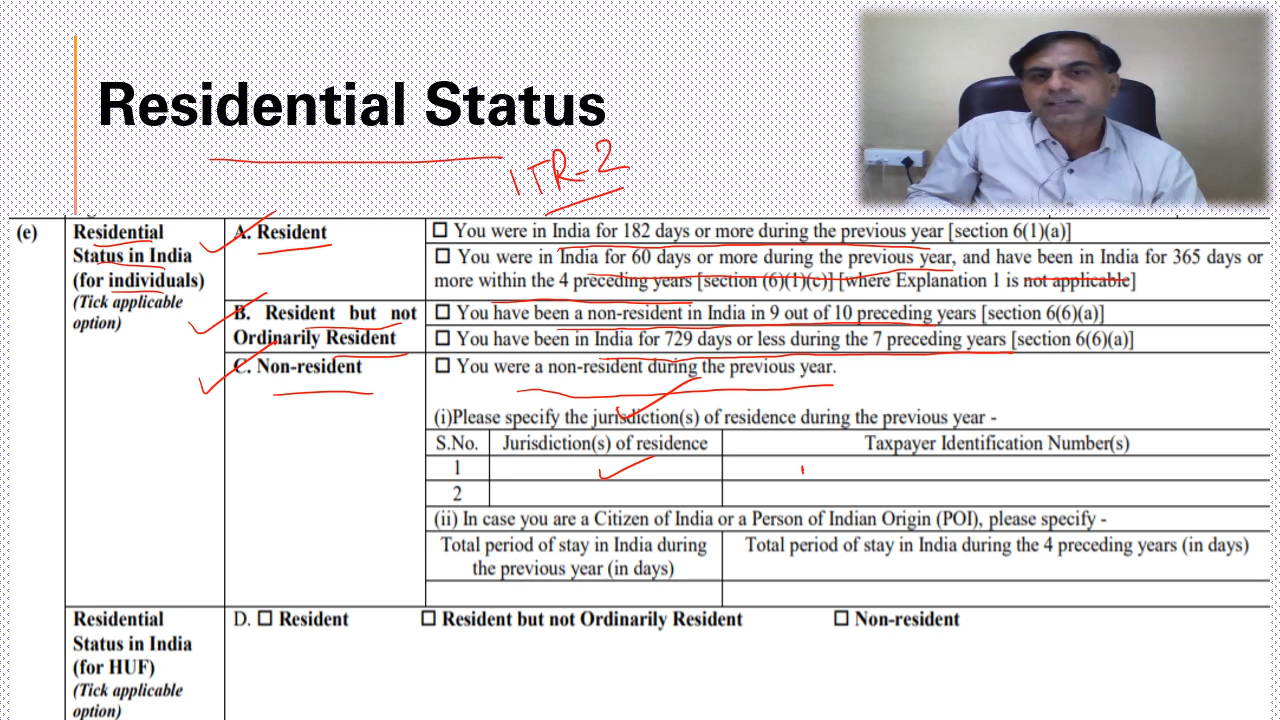 Residential Status
ITR-2
(e)
Residential
Status in India
(for individuals)
(Tick applicable
option)
A. Resident
☐ You were in India for 182 days or more during the previous year [section 6(1)(a)]
☐ You were in India for 60 days or more during the previous year, and have been in India for 365 days or
more within the 4 preceding years [section (6)(1)(c)] [where Explanation 1 is not applicable]
B. Resident but not
Ordinarily Resident
☐ You have been a non-resident in India in 9 out of 10 preceding years [section 6(6)(a)]
☐ You have been in India for 729 days or less during the 7 preceding years [section 6(6)(a)]
C. Non-resident
☐ You were a non-resident during the previous year.
(i)Please specify the jurisdiction(s) of residence during the previous year -
S.No. Jurisdiction(s) of residence Taxpayer Identification Number(s)
1
2
(ii) In case you are a Citizen of India or a Person of Indian Origin (POI), please specify -
Total period of stay in India during
the previous year (in days)
Total period of stay in India during the 4 preceding years (in days)
Residential
Status in India
(for HUF)
(Tick applicable
option)
D. ☐ Resident ☐ Resident but not Ordinarily Resident ☐ Non-resident